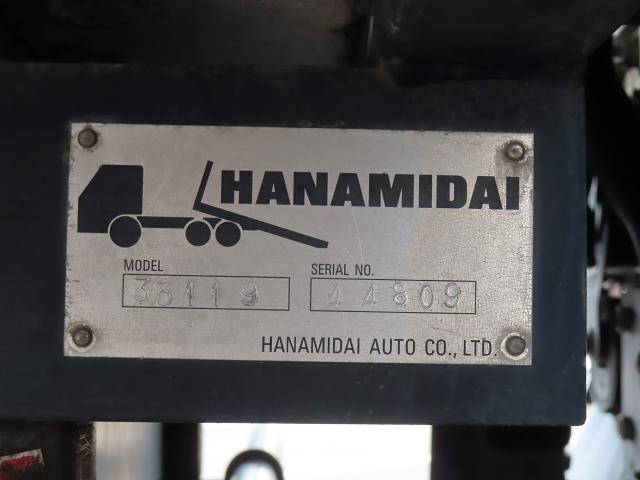 HANAMIDAI
MODEL SERIAL NO.
35119 44809
HANAMIDAI AUTO CO., LTD.